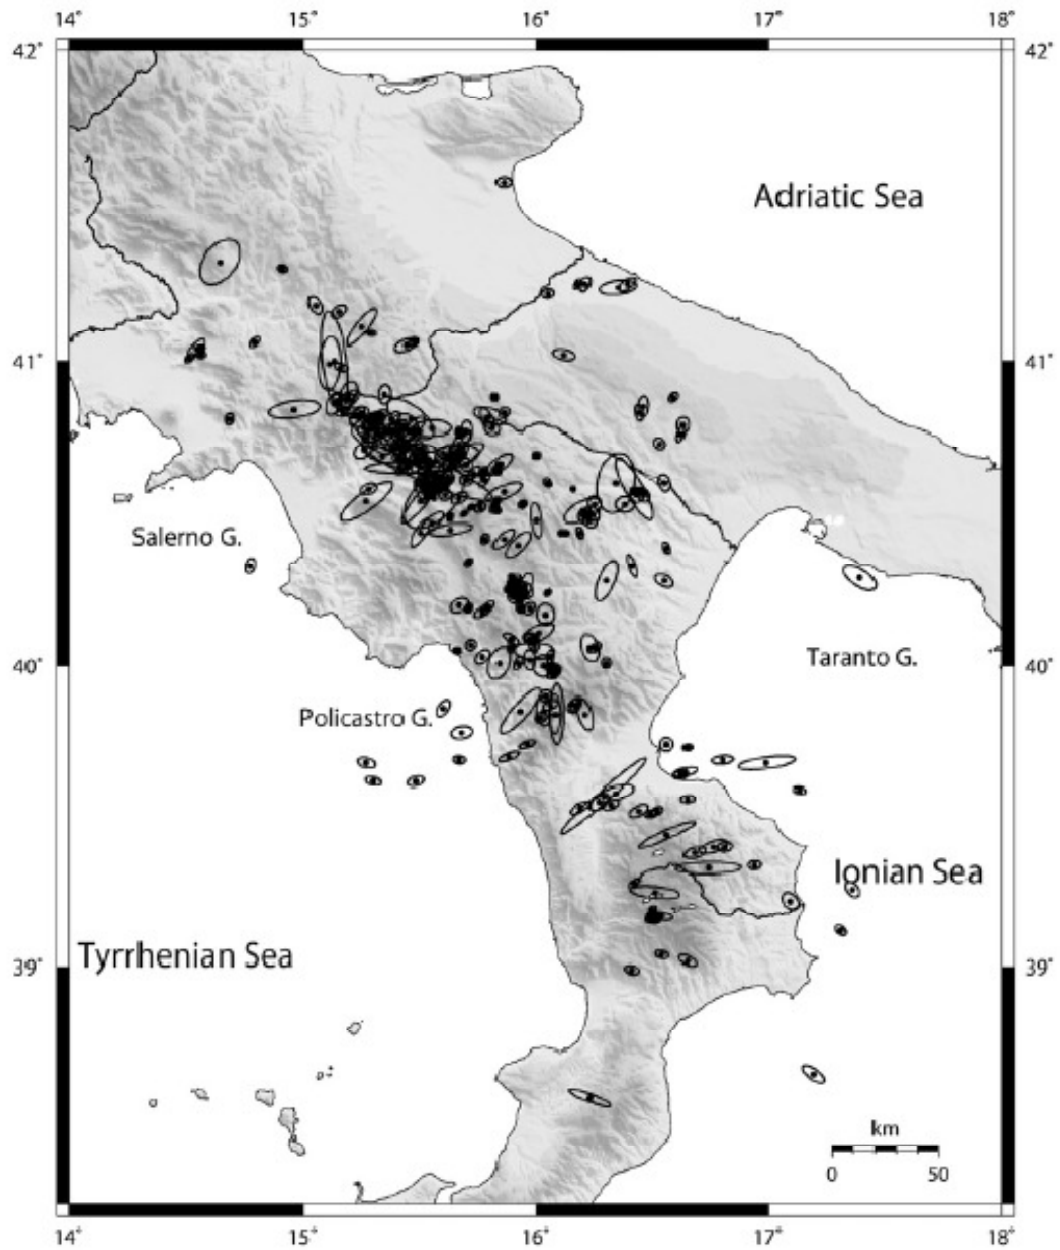 14° 15° 16° 17° 18°
42° 42°
Adriatic Sea
41° 41°
Salerno G.
40° 40°
Taranto G.
Policastro G.
Ionian Sea
Tyrrhenian Sea
39° 39°
km
0 50
14° 15° 16° 17° 18°